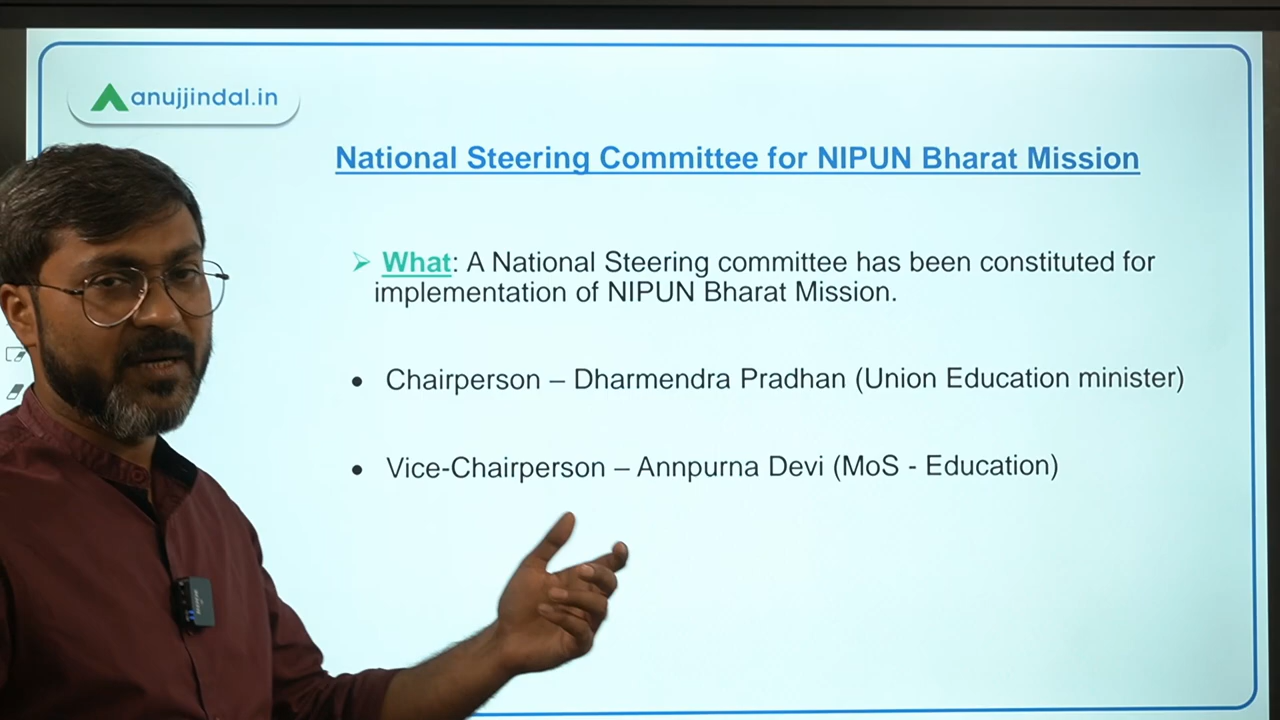 anujjindal.in
National Steering Committee for NIPUN Bharat Mission
What: A National Steering committee has been constituted for
implementation of NIPUN Bharat Mission.
Chairperson – Dharmendra Pradhan (Union Education minister)
Vice-Chairperson – Annpurna Devi (MoS - Education)